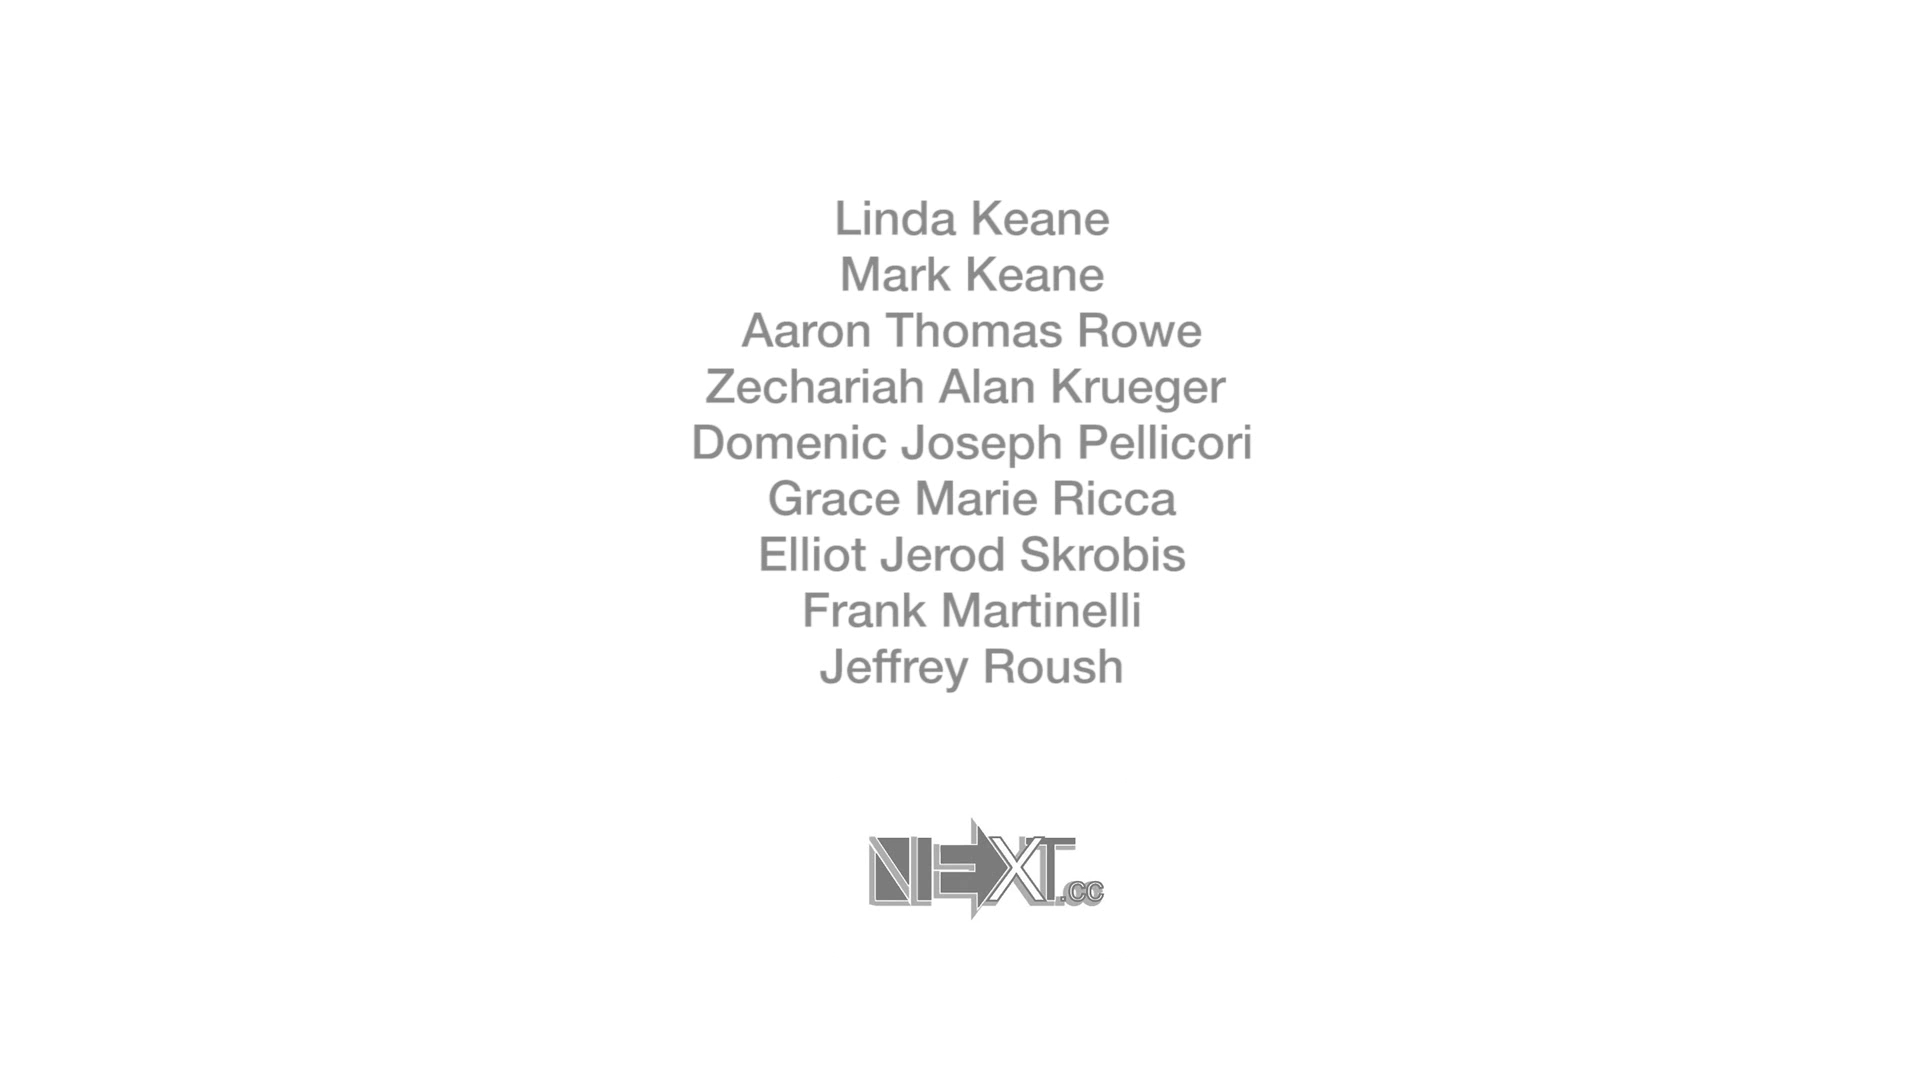 Linda Keane
Mark Keane
Aaron Thomas Rowe
Zechariah Alan Krueger
Domenic Joseph Pellicori
Grace Marie Ricca
Elliot Jerod Skrobis
Frank Martinelli
Jeffrey Roush
NEXT.cc